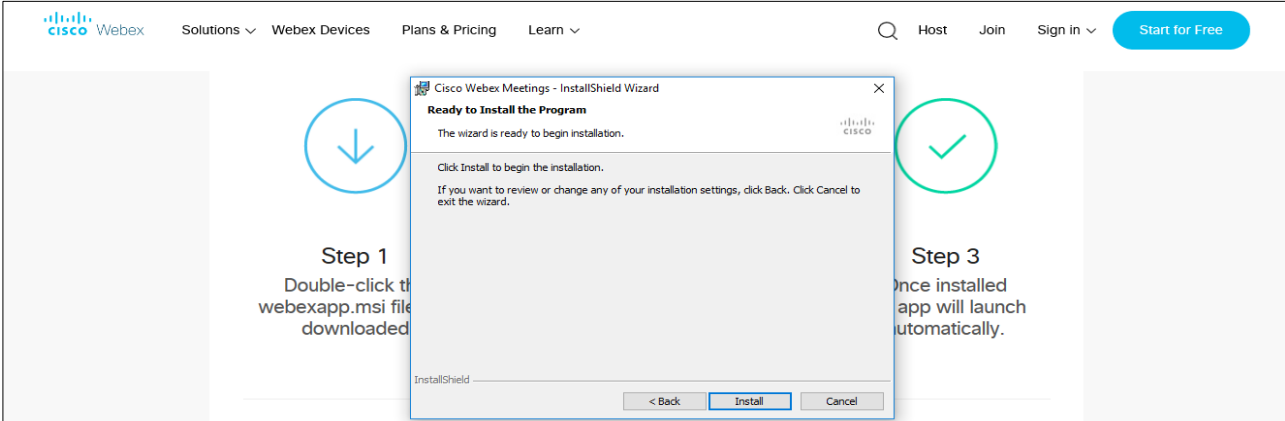 CISCO Webex Solutions Webex Devices Plans & Pricing Learn Host Join Sign in Start for Free
Cisco Webex Meetings - InstallShield Wizard
Ready to Install the Program
The wizard is ready to begin installation.
CISCO
Click Install to begin the installation.
If you want to review or change any of your installation settings, click Back. Click Cancel to
exit the wizard.
InstallShield
< Back Install Cancel
Step 1
Double-click
webexapp.msi
downloaded
Step 3
installed
app will launch